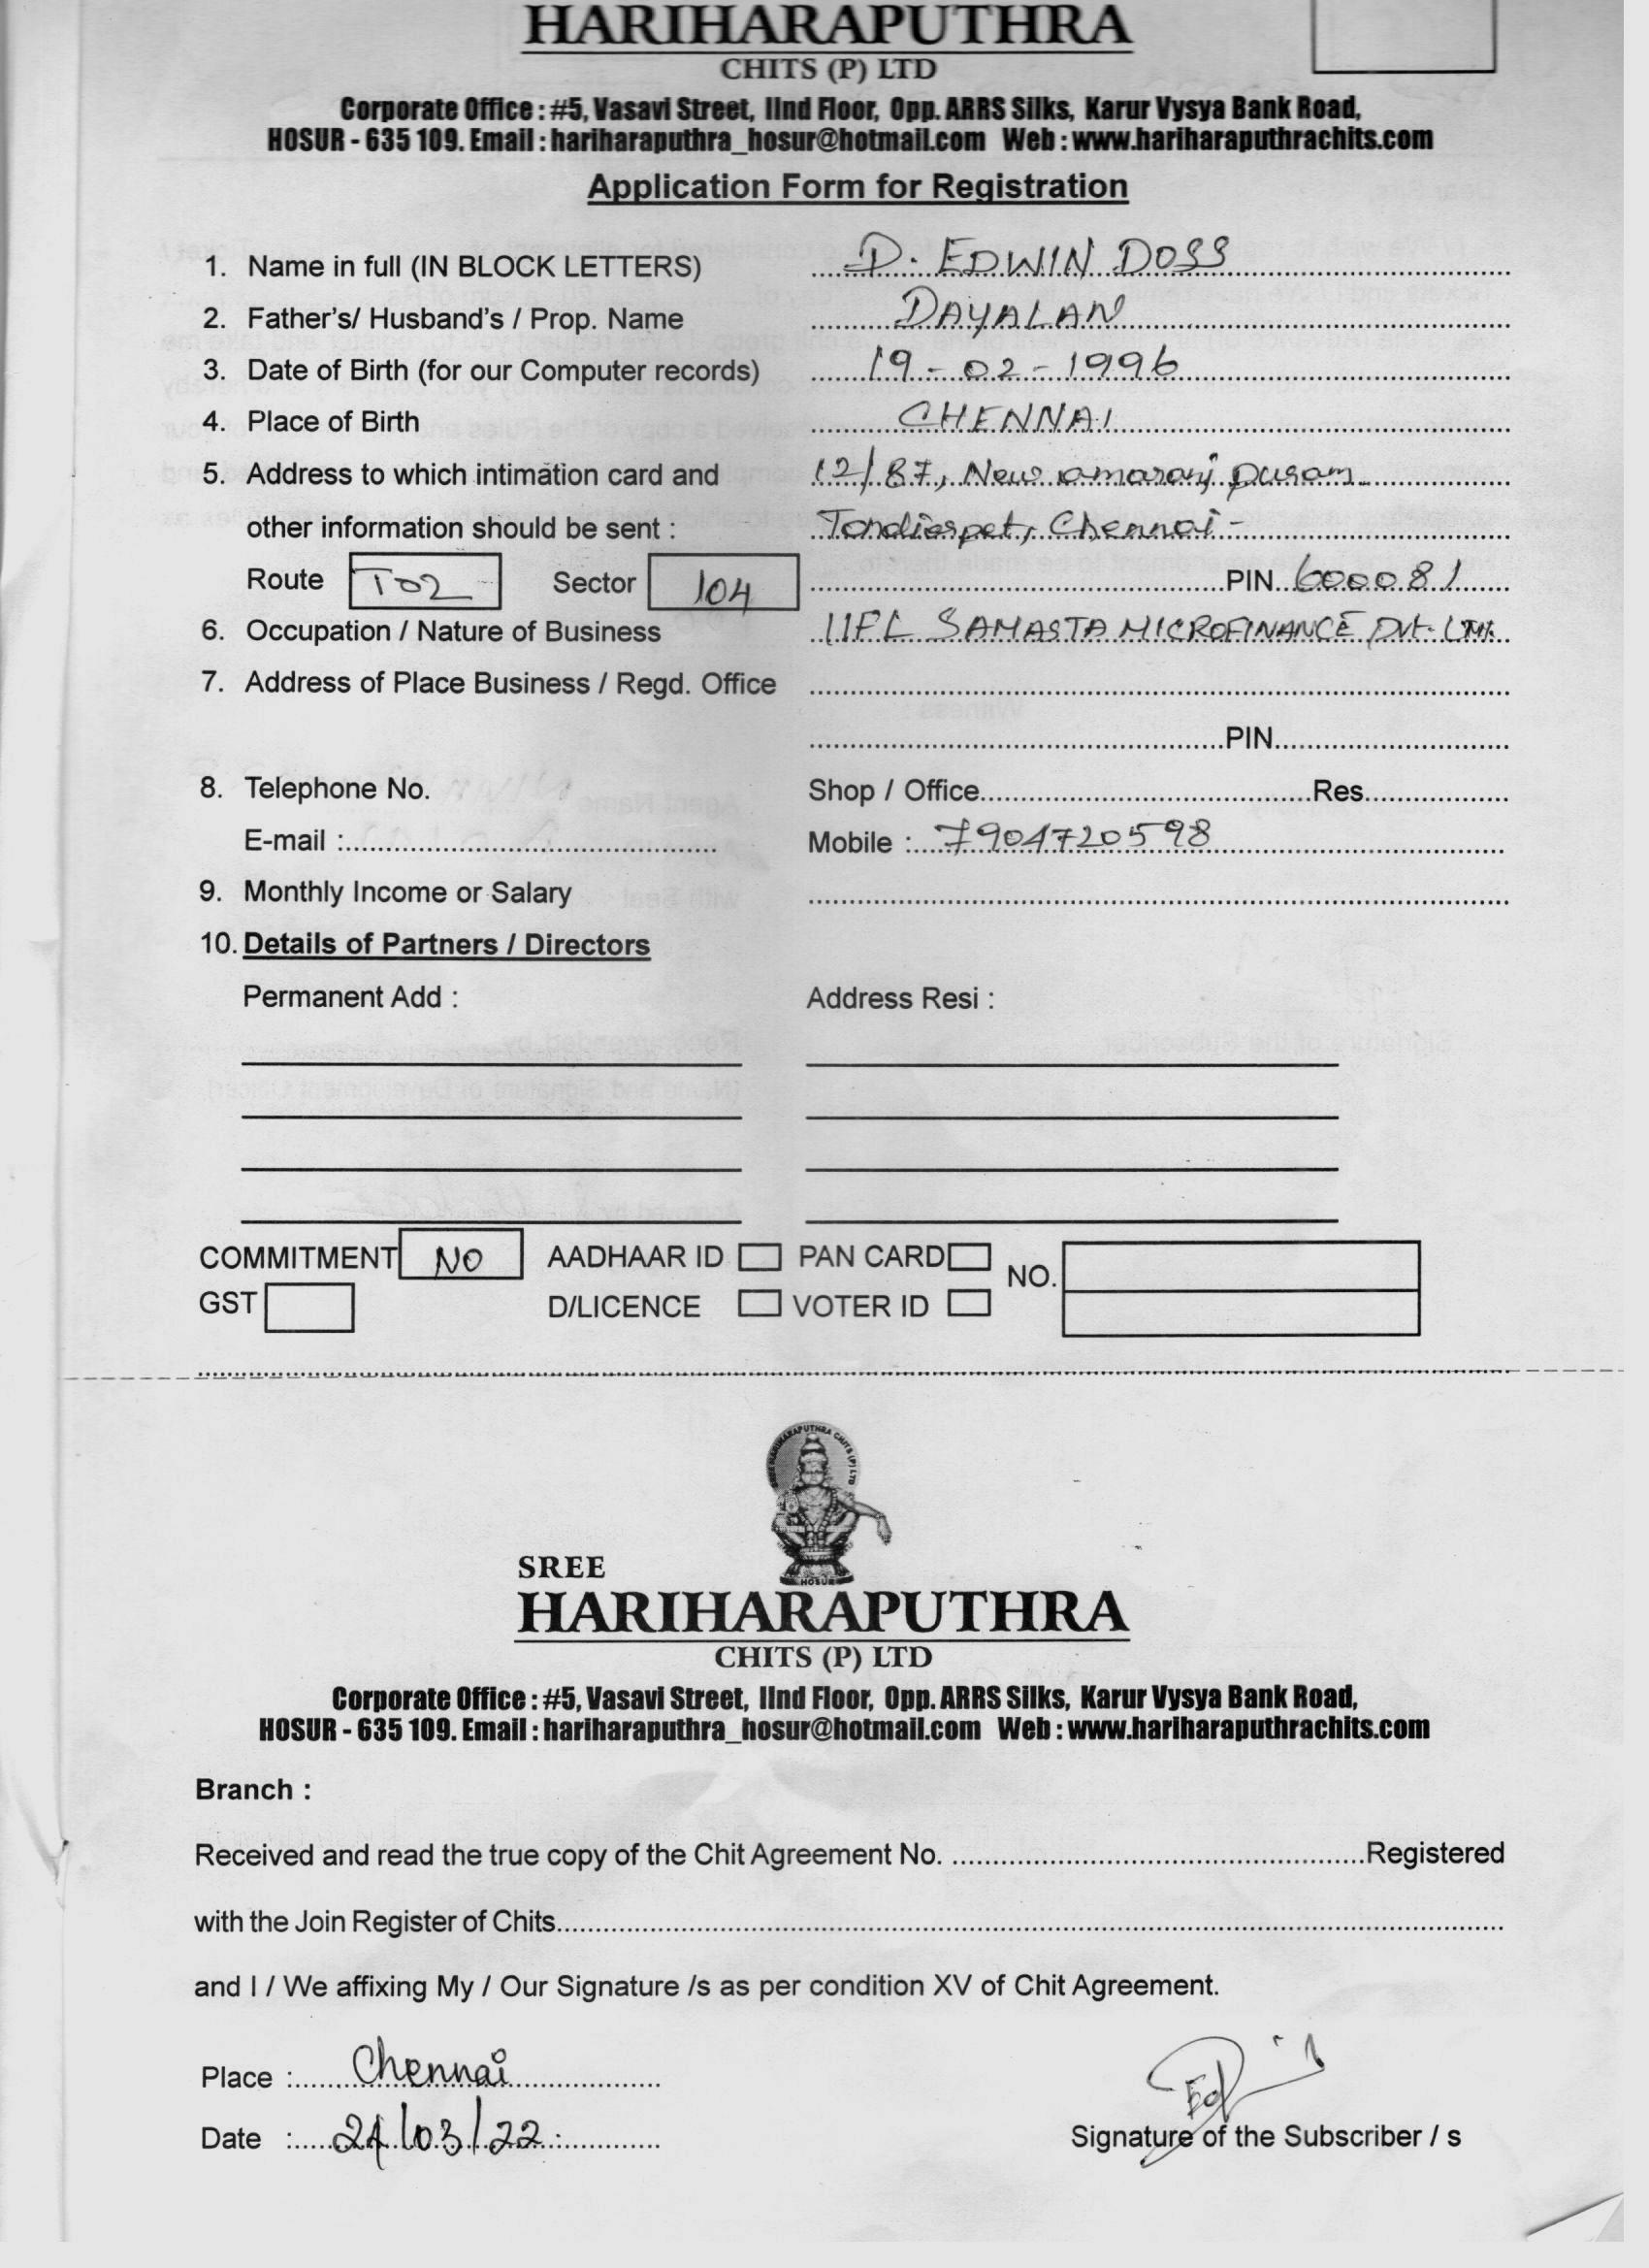 HARIHARAPUTHRA
CHITS (P) LTD
Corporate Office : #5, Vasavi Street, IInd Floor, Opp. ARRS Silks, Karur Vysya Bank Road,
HOSUR - 635 109. Email : hariharaputhra_hosur@hotmail.com Web : www.hariharaputhrachits.com
Application Form for Registration
1. Name in full (IN BLOCK LETTERS) D. EDWIN DOSS
2. Father's/ Husband's / Prop. Name DAYALAN
3. Date of Birth (for our Computer records) 19-02-1996
4. Place of Birth CHENNAI
5. Address to which intimation card and 12/87, New amaranj puram
other information should be sent : Tondiarpet, Chennai -
Route T02 Sector 104 PIN 600081
6. Occupation / Nature of Business IIFL SAMASTA MICROFINANCE Pvt. Ltd.
7. Address of Place Business / Regd. Office
PIN
8. Telephone No. Shop / Office Res
E-mail : Mobile : 7904720598
9. Monthly Income or Salary
10. Details of Partners / Directors
Permanent Add : Address Resi :
COMMITMENT NO AADHAAR ID PAN CARD NO.
GST D/LICENCE VOTER ID
SREE HARIHARAPUTHRA CHITS (P) LTD
HOSUR
SREE
HARIHARAPUTHRA
CHITS (P) LTD
Corporate Office : #5, Vasavi Street, IInd Floor, Opp. ARRS Silks, Karur Vysya Bank Road,
HOSUR - 635 109. Email : hariharaputhra_hosur@hotmail.com Web : www.hariharaputhrachits.com
Branch :
Received and read the true copy of the Chit Agreement No. Registered
with the Join Register of Chits
and I / We affixing My / Our Signature /s as per condition XV of Chit Agreement.
Place : Chennai
Date : 24/03/22
Signature of the Subscriber / s